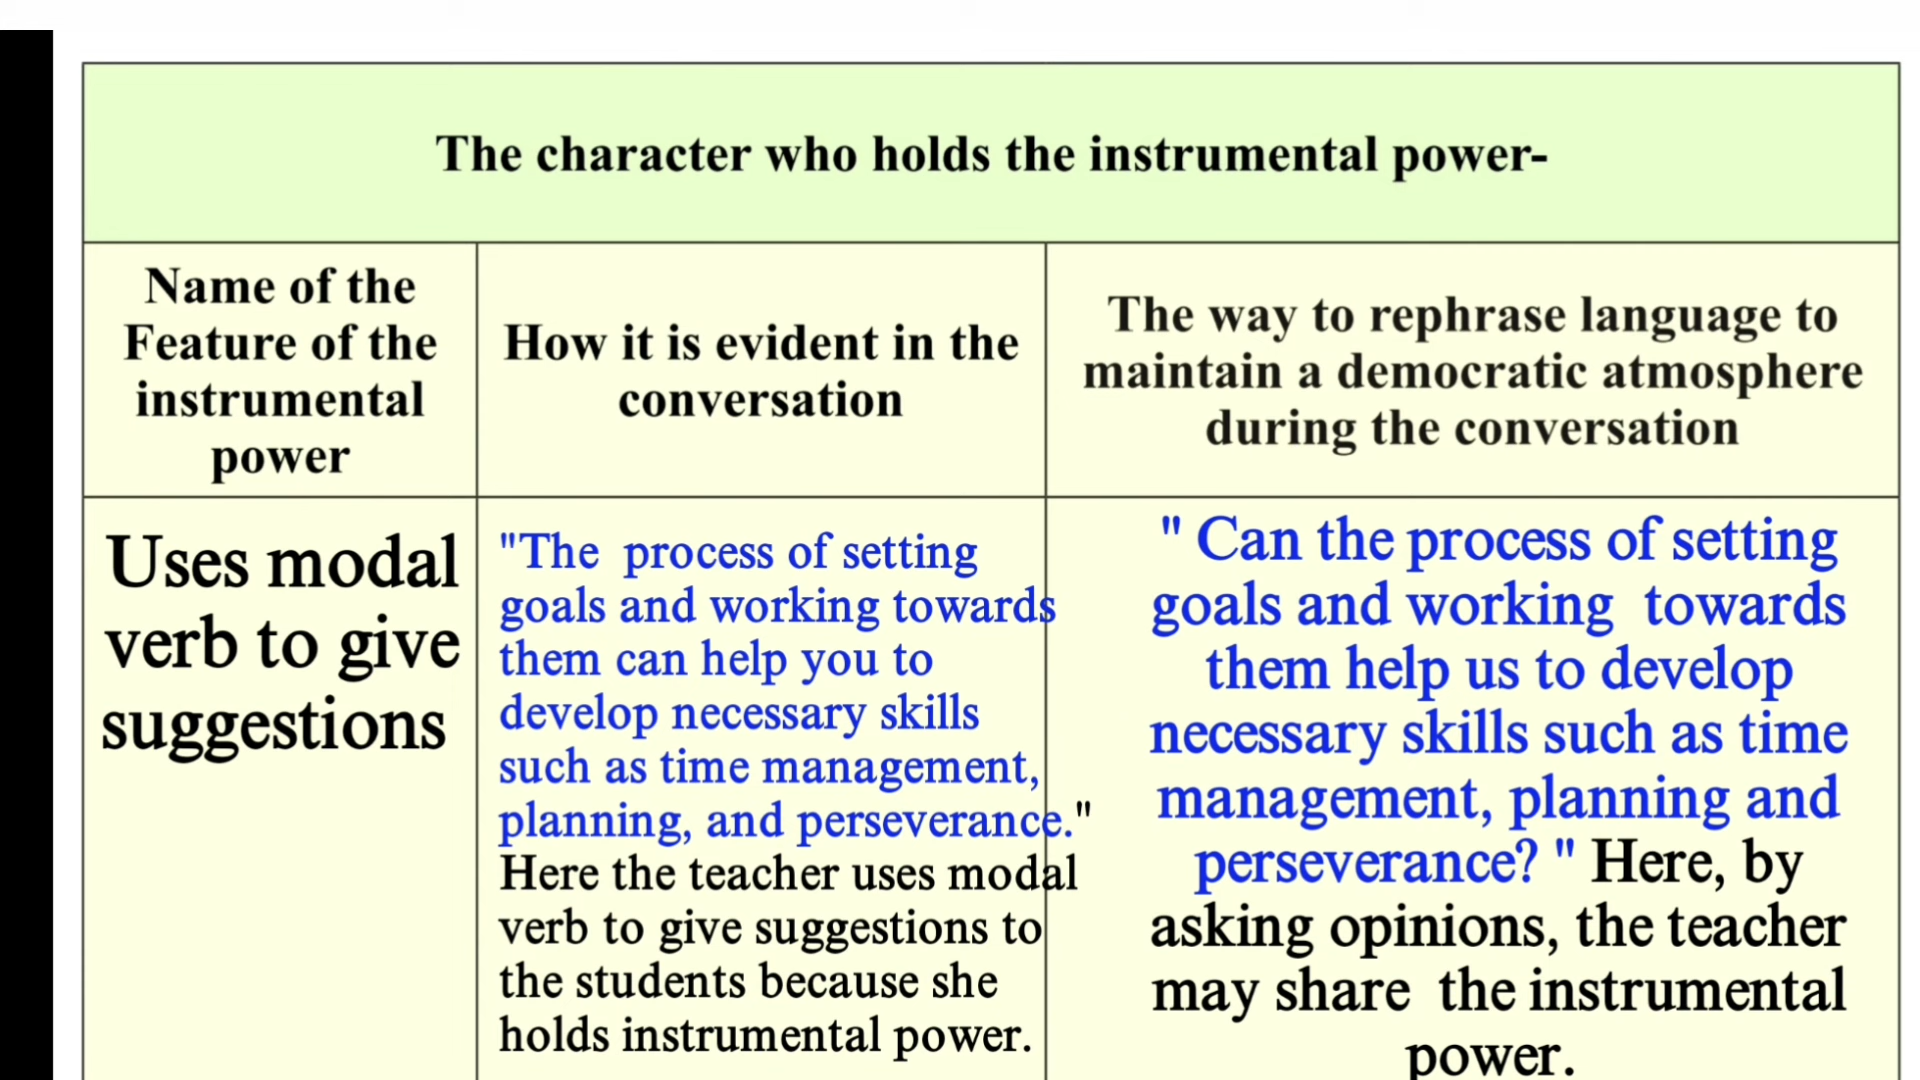 The character who holds the instrumental power-
Name of the
Feature of the
instrumental
power
How it is evident in the
conversation
The way to rephrase language to
maintain a democratic atmosphere
during the conversation
Uses modal
verb to give
suggestions
"The process of setting
goals and working towards
them can help you to
develop necessary skills
such as time management,
planning, and perseverance."
Here the teacher uses modal
verb to give suggestions to
the students because she
holds instrumental power.
" Can the process of setting
goals and working towards
them help us to develop
necessary skills such as time
management, planning and
perseverance? " Here, by
asking opinions, the teacher
may share the instrumental
power.